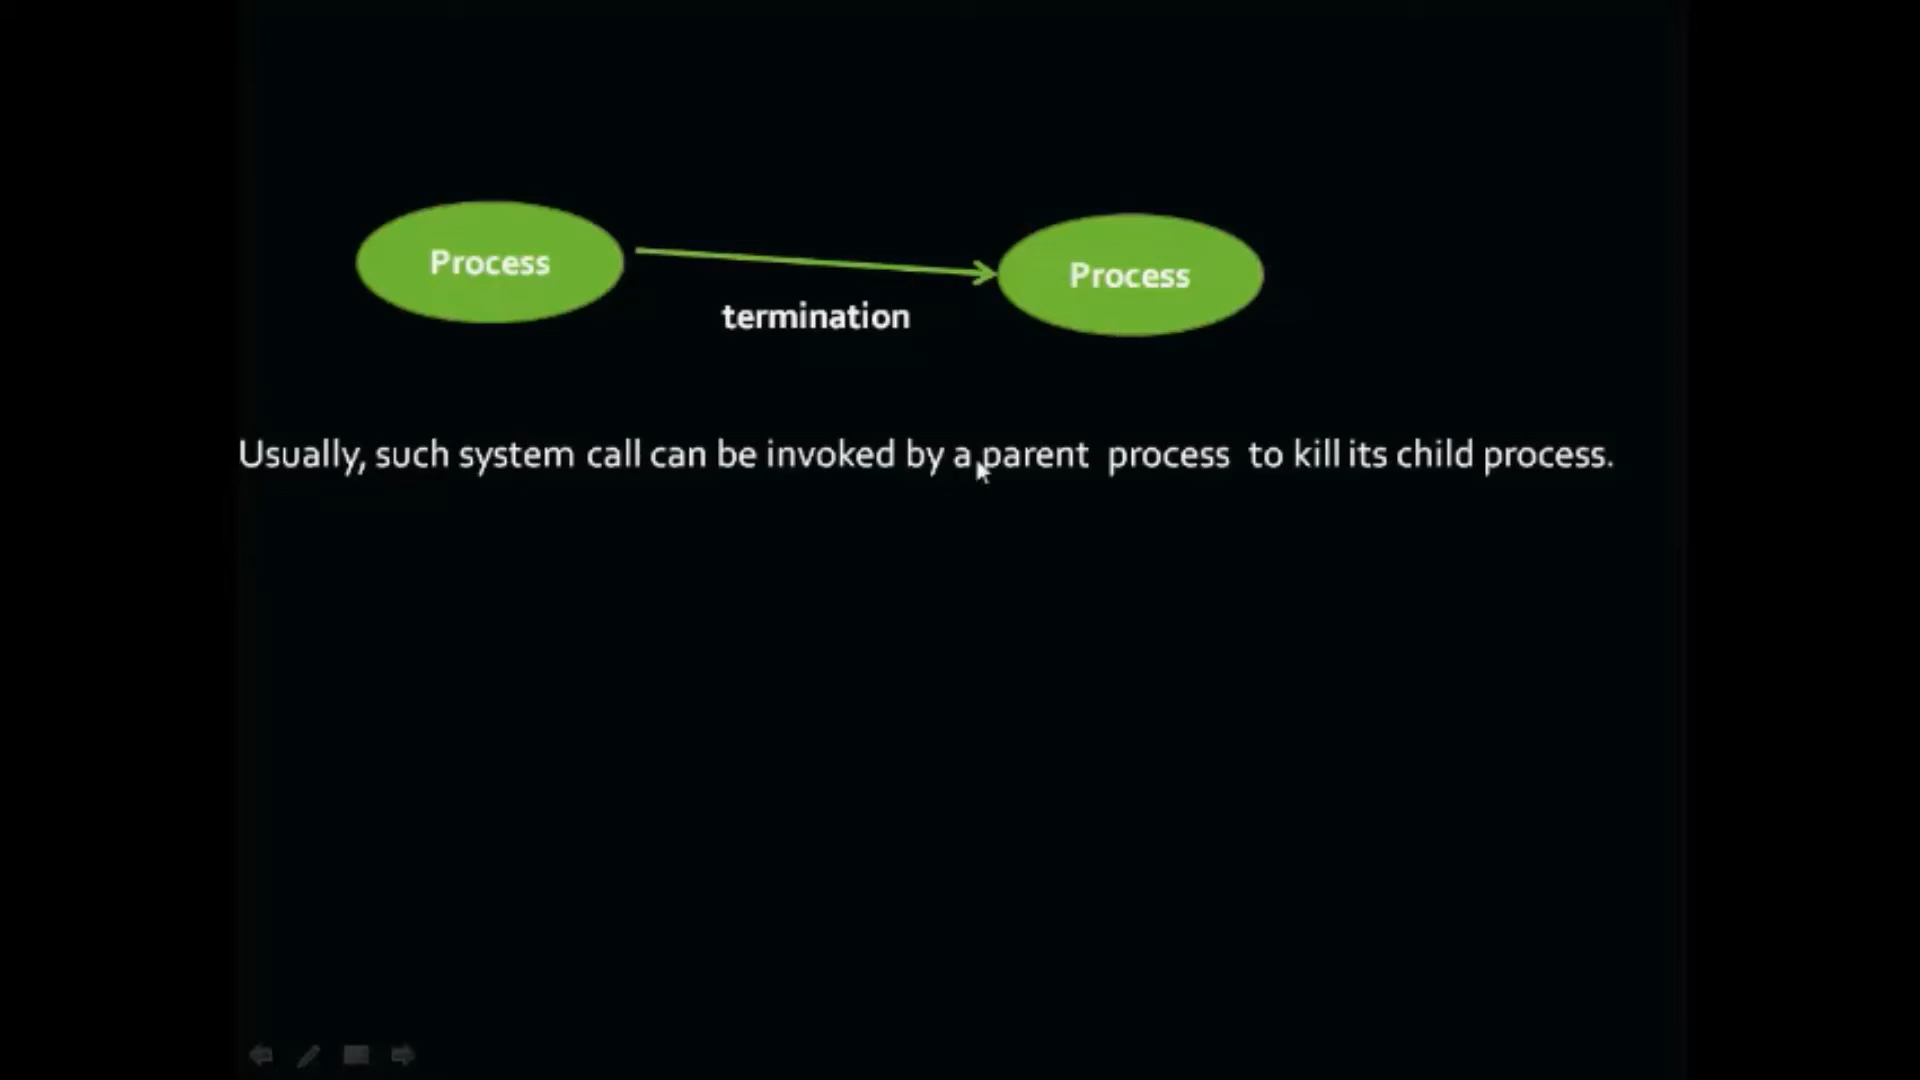 Process
Process
termination
Usually, such system call can be invoked by a parent process to kill its child process.